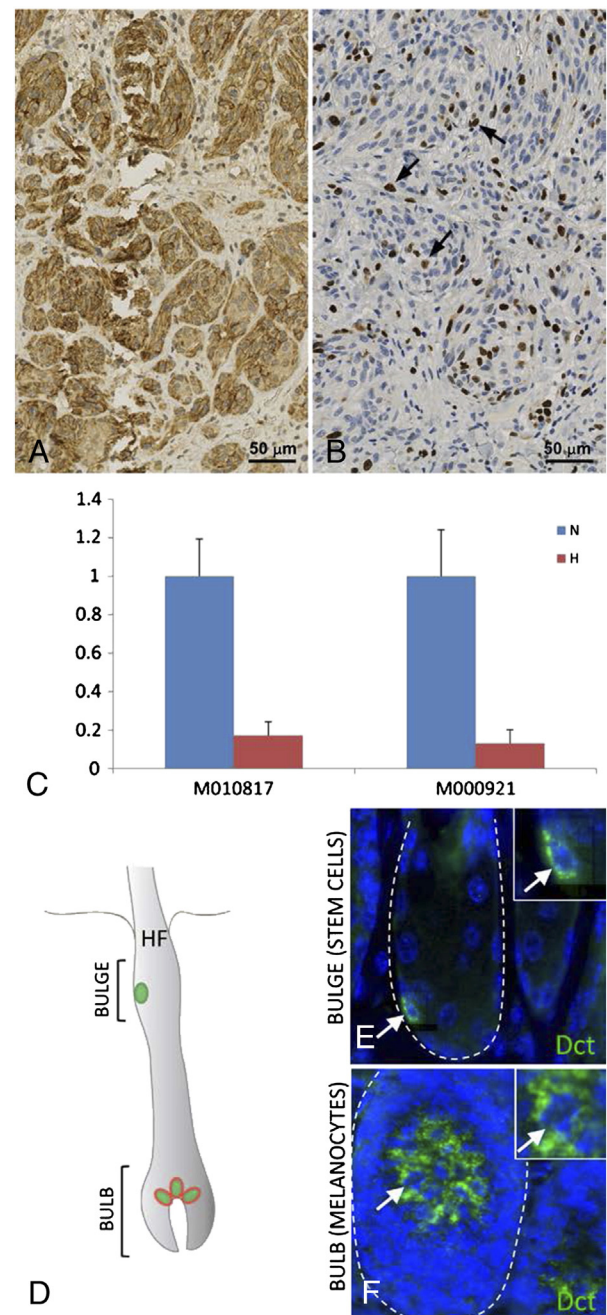 A
50 µm
B
50 µm
1.4
1.2
1
0.8
0.6
0.4
0.2
0
N
H
M010817
M000921
C
HF
BULGE
BULB
D
BULGE (STEM CELLS)
E
Dct
BULB (MELANOCYTES)
F
Dct